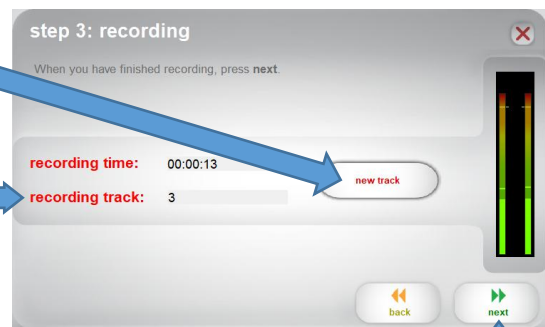 step 3: recording
When you have finished recording, press next.
recording time: 00:00:13
new track
recording track: 3
back
next